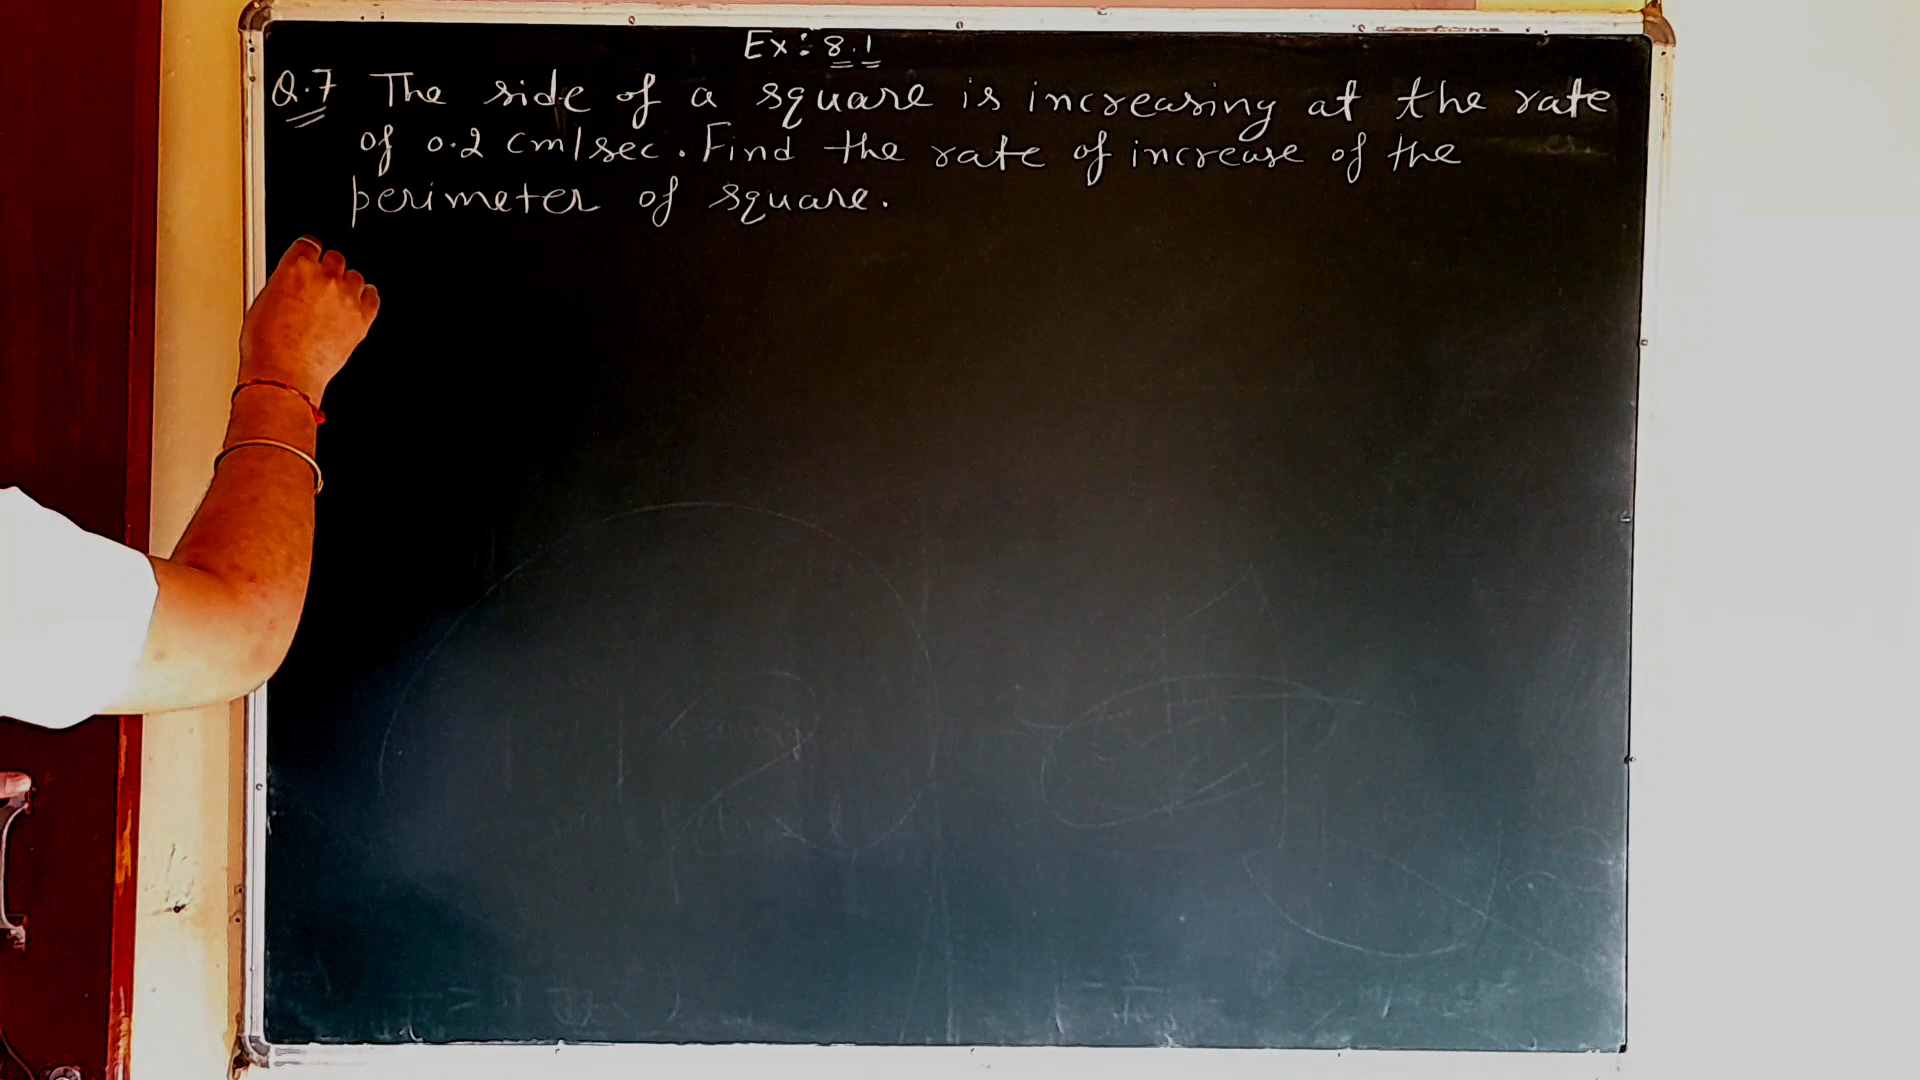 Ex: 8.1
Q.7 The side of a square is increasing at the rate
of 0.2 cm/sec. Find the rate of increase of the
perimeter of square.